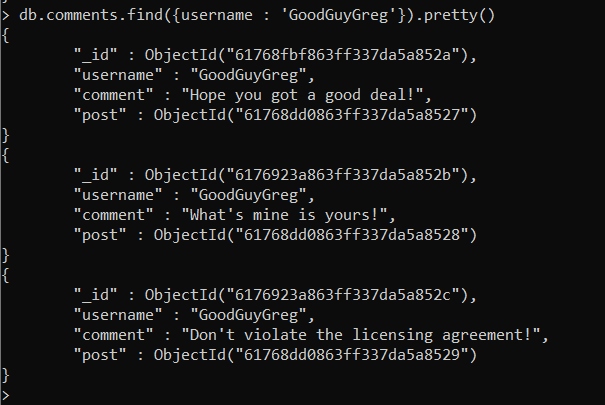 > db.comments.find({username : 'GoodGuyGreg'}).pretty()
{
        "_id" : ObjectId("61768fbf863ff337da5a852a"),
        "username" : "GoodGuyGreg",
        "comment" : "Hope you got a good deal!",
        "post" : ObjectId("61768dd0863ff337da5a8527")
}
{
        "_id" : ObjectId("6176923a863ff337da5a852b"),
        "username" : "GoodGuyGreg",
        "comment" : "What's mine is yours!",
        "post" : ObjectId("61768dd0863ff337da5a8528")
}
{
        "_id" : ObjectId("6176923a863ff337da5a852c"),
        "username" : "GoodGuyGreg",
        "comment" : "Don't violate the licensing agreement!",
        "post" : ObjectId("61768dd0863ff337da5a8529")
}
>